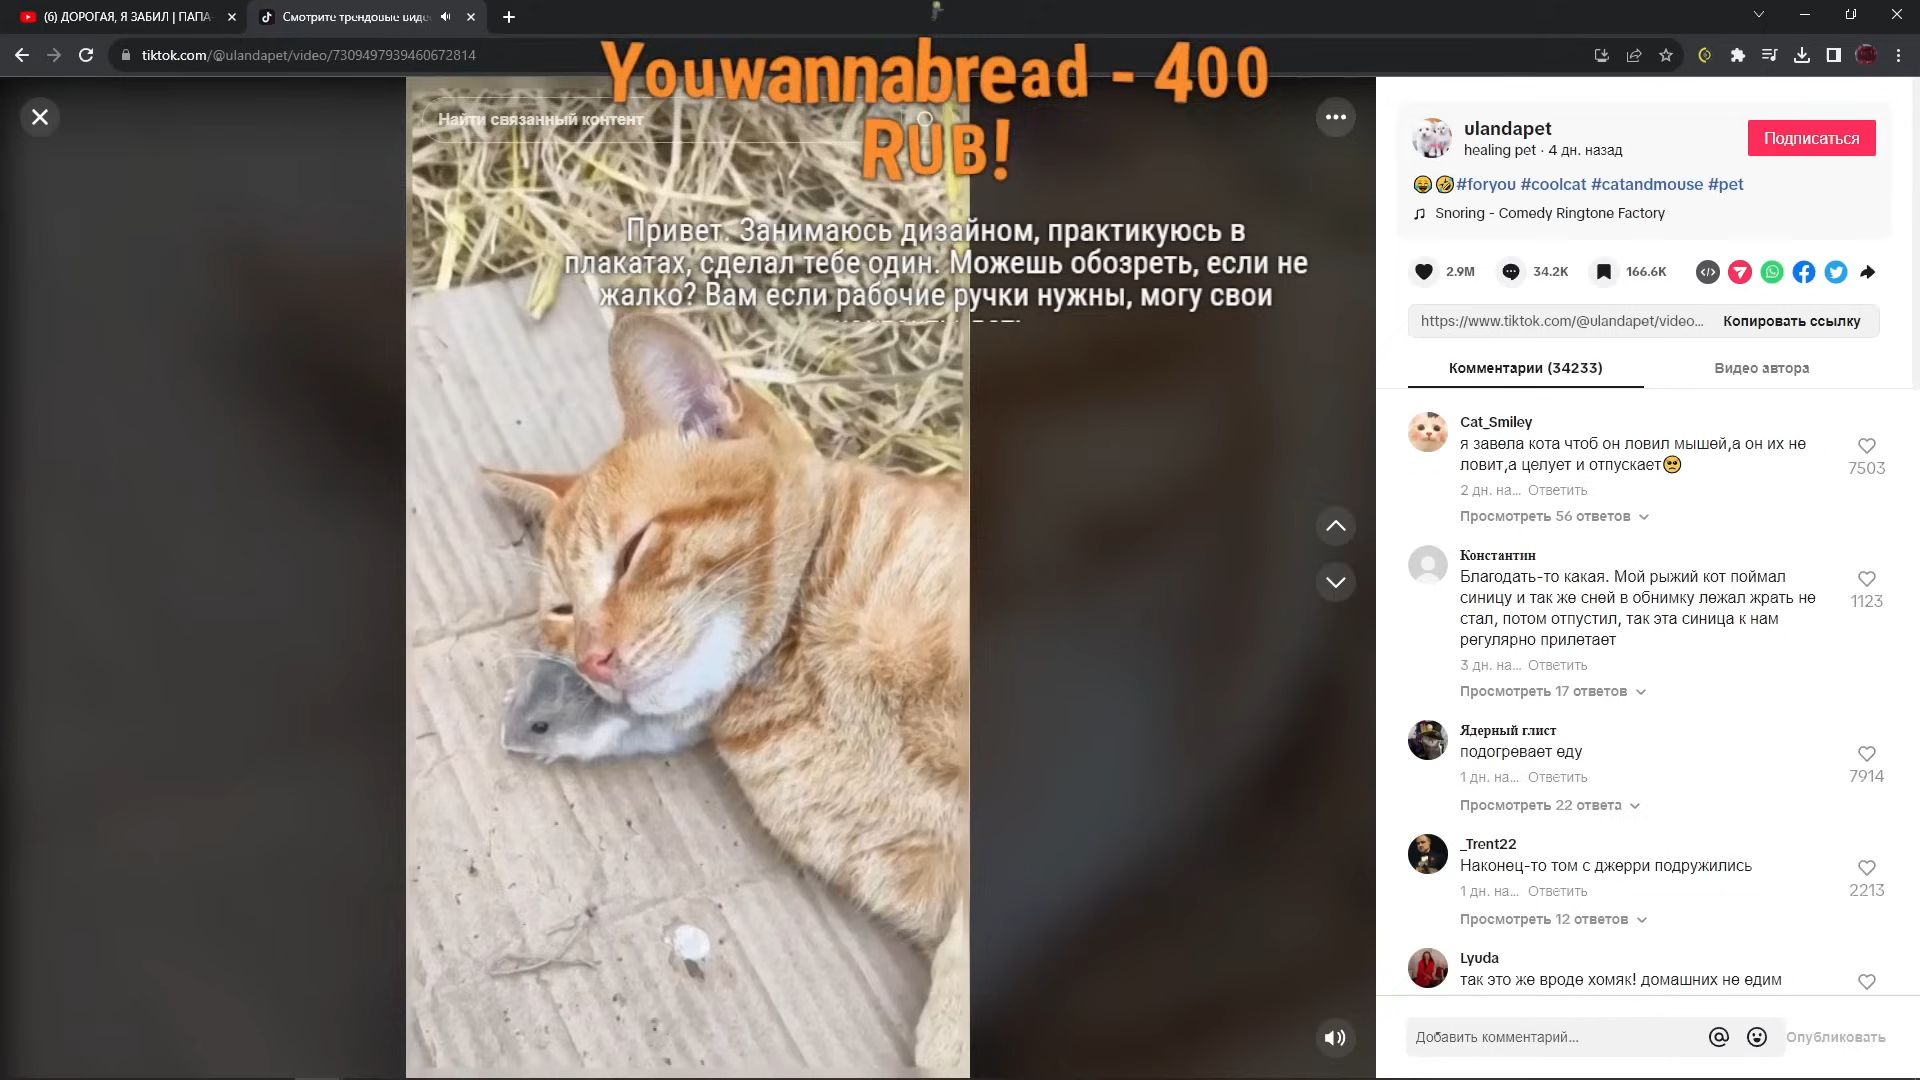 (6) ДОРОГАЯ, Я ЗАБИЛ | ПАПА
Смотрите трендовые виде
tiktok.com/@ulandapet/video/7309497939460672814
Youwannabread - 400
RUB!
Найти связанный контент
Привет. Занимаюсь дизайном, практикуюсь в
плакатах, сделал тебе один. Можешь обозреть, если не
жалко? Вам если рабочие ручки нужны, могу свои
ulandapet
healing pet · 4 дн. назад
Подписаться
#foryou #coolcat #catandmouse #pet
Snoring - Comedy Ringtone Factory
2.9M
34.2K
166.6K
https://www.tiktok.com/@ulandapet/video...
Копировать ссылку
Комментарии (34233)
Видео автора
Cat_Smiley
я завела кота чтоб он ловил мышей,а он их не
ловит,а целует и отпускает🥺
7503
2 дн. на... Ответить
Просмотреть 56 ответов
Константин
Благодать-то какая. Мой рыжий кот поймал
синицу и так же сней в обнимку лежал жрать не
стал, потом отпустил, так эта синица к нам
регулярно прилетает
1123
3 дн. на... Ответить
Просмотреть 17 ответов
Ядерный глист
подогревает еду
7914
1 дн. на... Ответить
Просмотреть 22 ответа
_Trent22
Наконец-то том с джерри подружились
2213
1 дн. на... Ответить
Просмотреть 12 ответов
Lyuda
так это же вроде хомяк! домашних не едим
Добавить комментарий...
Опубликовать